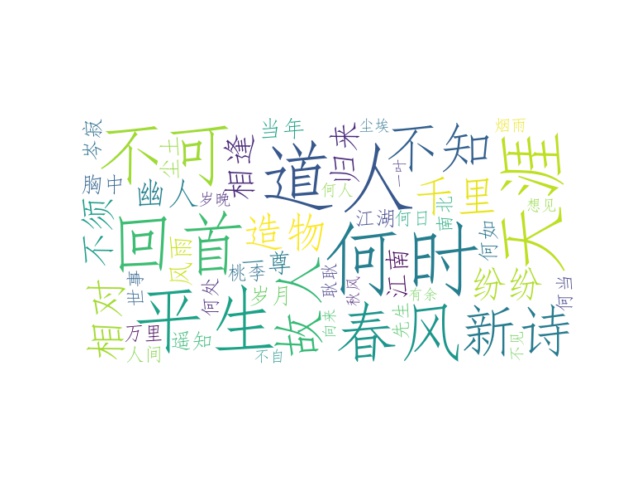 岑寂
不可
尘土
当年
相逢
尘埃
归来
不知
烟雨
天涯
胸中
幽人
岁晚
道人
何人
一叶
千里
想见
不须
回首
造物
江湖
何日
南北
何如
风雨
一尊
何时
纷纷
相对
世事
桃李
耿耿
江南
何当
平生
何处
岁月
故人
秋风
有余
万里
遥知
向来
春风
先生
新诗
不见
人间
不自